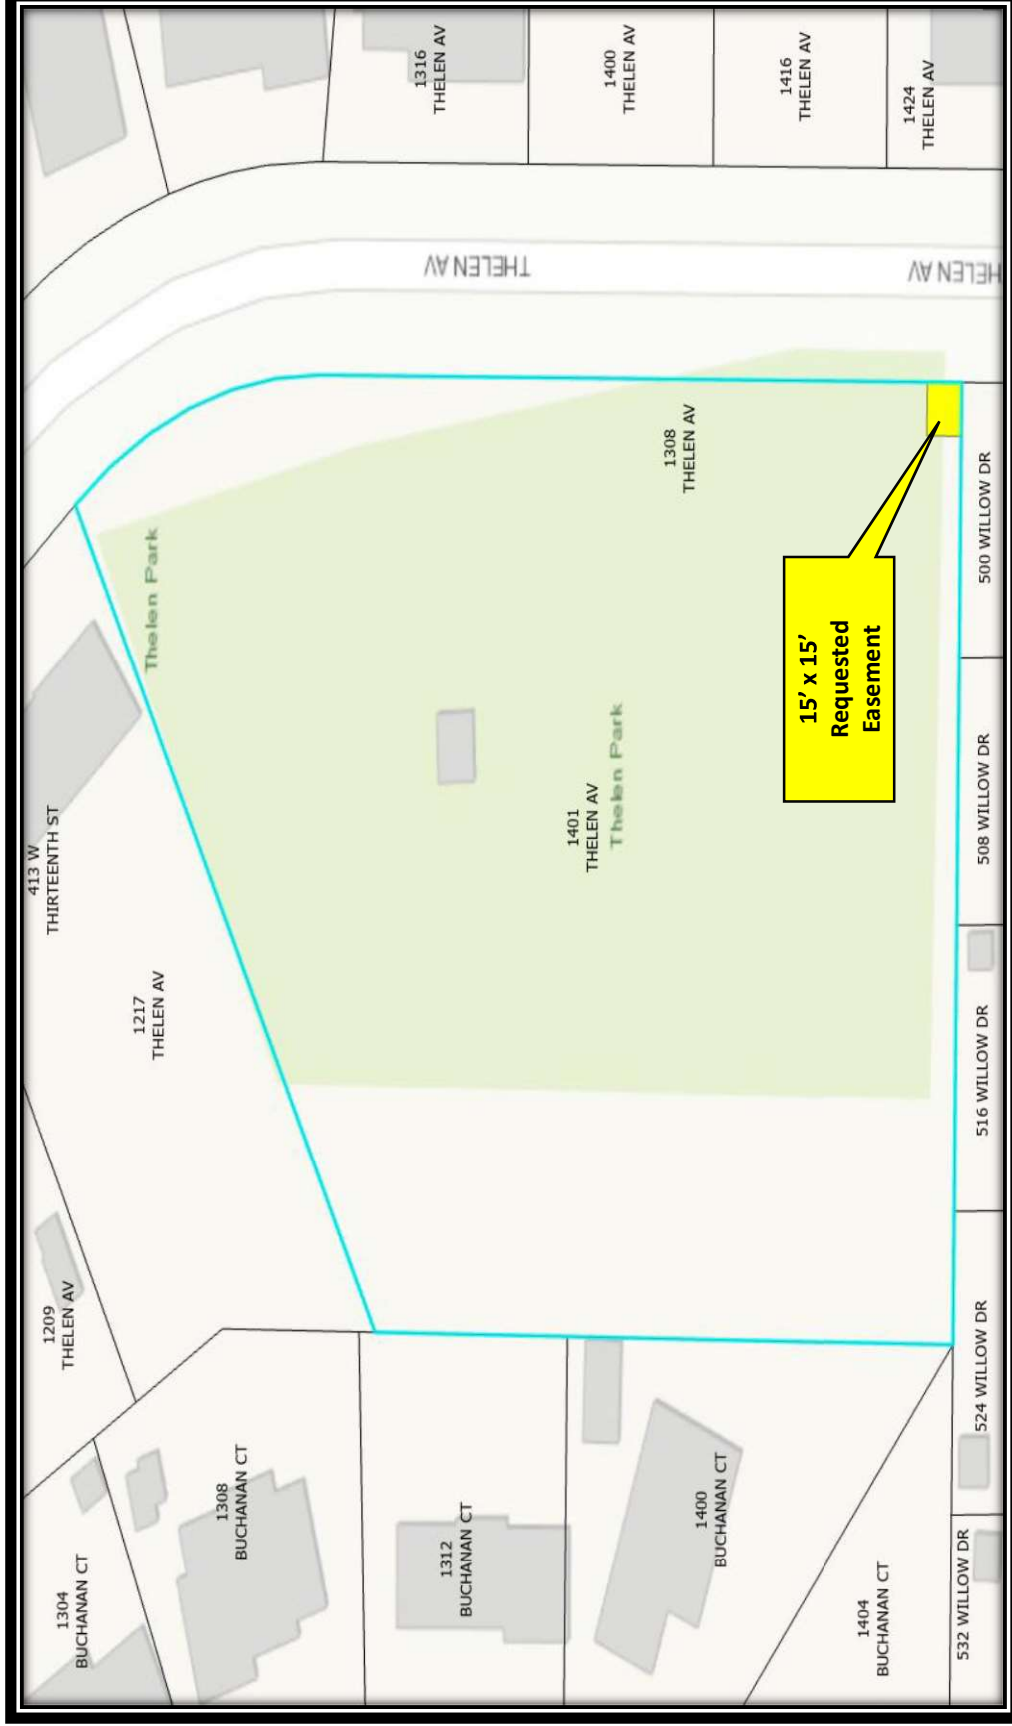 1304
BUCHANAN CT
1209
THELEN AV
1217
THELEN AV
413 W
THIRTEENTH ST
Thelen Park
1308
BUCHANAN CT
1312
BUCHANAN CT
1400
BUCHANAN CT
1404
BUCHANAN CT
532 WILLOW DR
524 WILLOW DR
516 WILLOW DR
508 WILLOW DR
500 WILLOW DR
1401
THELEN AV
Thelen Park
1308
THELEN AV
15’ x 15’
Requested
Easement
THELEN AV
HELEN AV
1316
THELEN AV
1400
THELEN AV
1416
THELEN AV
1424
THELEN AV